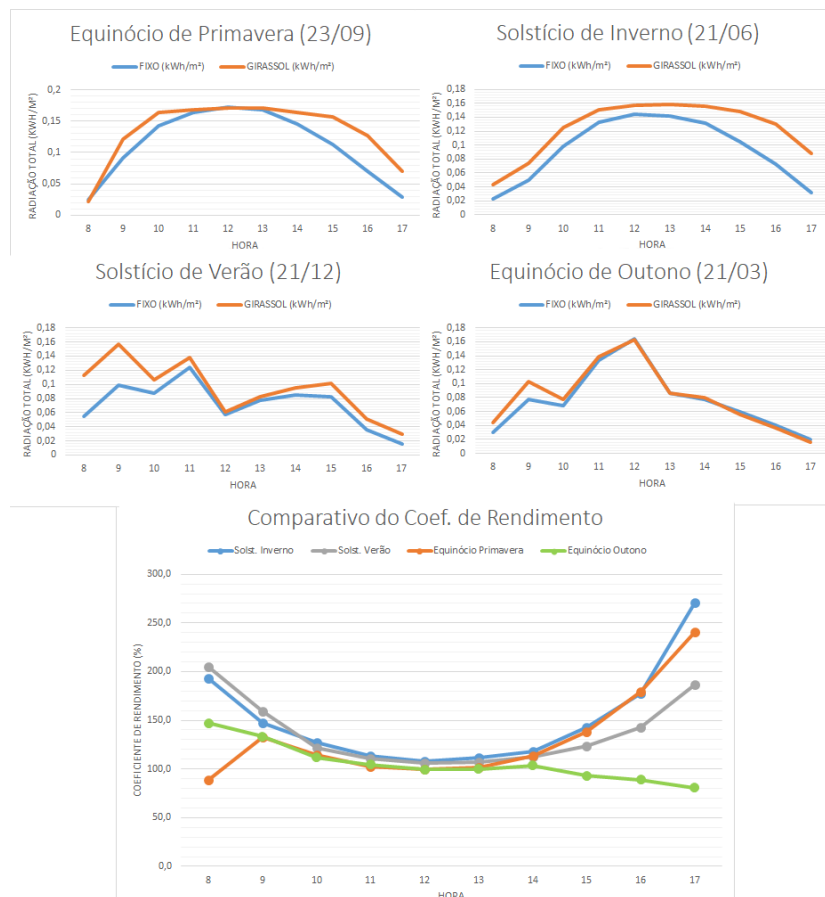 Equinócio de Primavera (23/09)
FIXO (kWh/m²) GIRASSOL (kWh/m²)
RADIAÇÃO TOTAL (KWH/M²)
0,2
0,15
0,1
0,05
0
8 9 10 11 12 13 14 15 16 17
HORA
Solstício de Inverno (21/06)
FIXO (kWh/m²) GIRASSOL (kWh/m²)
RADIAÇÃO TOTAL (KWH/M²)
0,18
0,16
0,14
0,12
0,1
0,08
0,06
0,04
0,02
0
8 9 10 11 12 13 14 15 16 17
HORA
Solstício de Verão (21/12)
FIXO (kWh/m²) GIRASSOL (kWh/m²)
RADIAÇÃO TOTAL (KWH/M²)
0,18
0,16
0,14
0,12
0,1
0,08
0,06
0,04
0,02
0
8 9 10 11 12 13 14 15 16 17
HORA
Equinócio de Outono (21/03)
FIXO (kWh/m²) GIRASSOL (kWh/m²)
RADIAÇÃO TOTAL (KWH/M²)
0,18
0,16
0,14
0,12
0,1
0,08
0,06
0,04
0,02
0
8 9 10 11 12 13 14 15 16 17
HORA
Comparativo do Coef. de Rendimento
Solst. Inverno Solst. Verão Equinócio Primavera Equinócio Outono
COEFICIENTE DE RENDIMENTO (%)
300,0
250,0
200,0
150,0
100,0
50,0
0,0
8 9 10 11 12 13 14 15 16 17
HORA